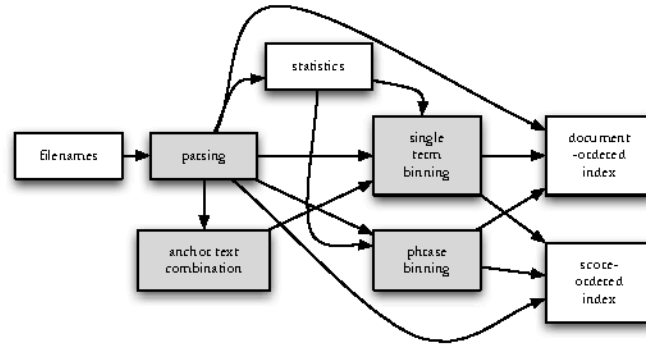 statistics
filenames
parsing
single
term
binning
document
-ordered
index
anchor text
combination
phrase
binning
score-
ordered
index